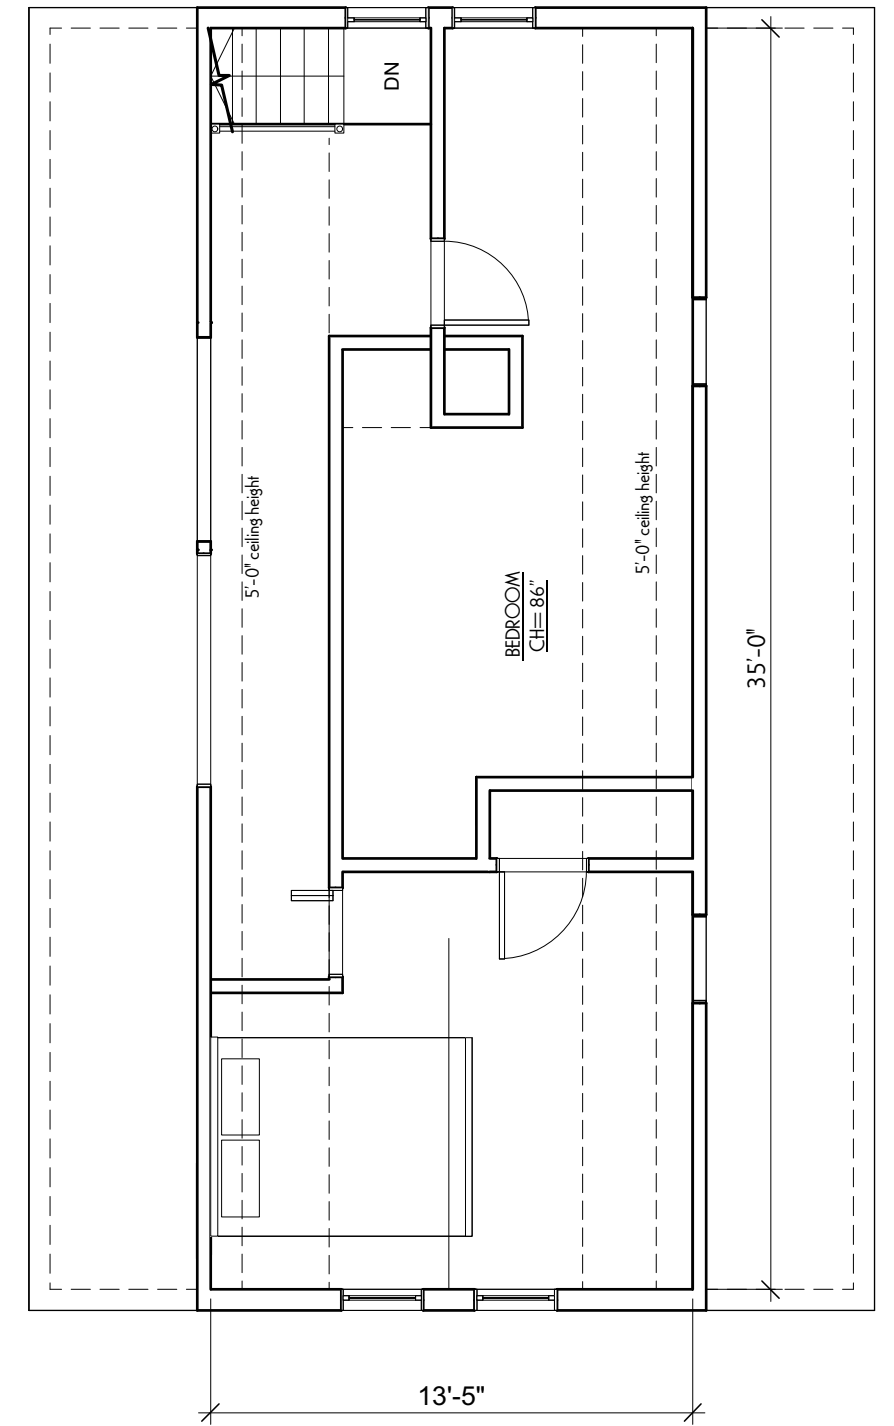 DN
5'-0" ceiling height
5'-0" ceiling height
BEDROOM
CH= 86"
35'-0"
13'-5"